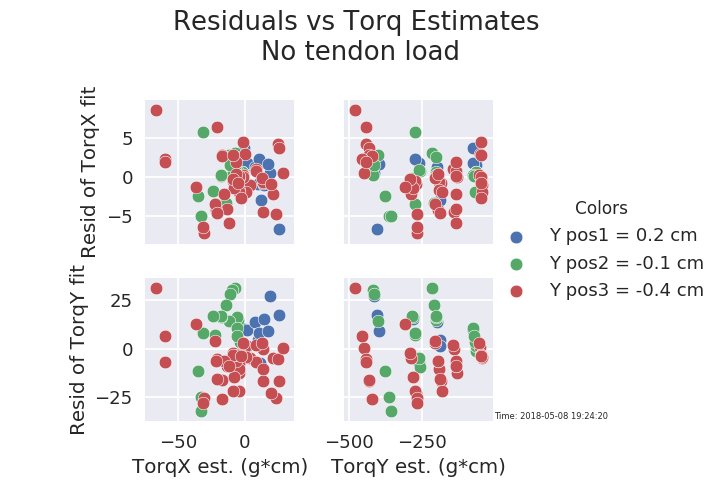 Residuals vs Torq Estimates
No tendon load
Resid of TorqX fit
5
0
−5
Colors
Y pos1 = 0.2 cm
Y pos2 = -0.1 cm
Y pos3 = -0.4 cm
Resid of TorqY fit
25
0
−25
Time: 2018-05-08 19:24:20
−50 0 −500 −250
TorqX est. (g*cm) TorqY est. (g*cm)